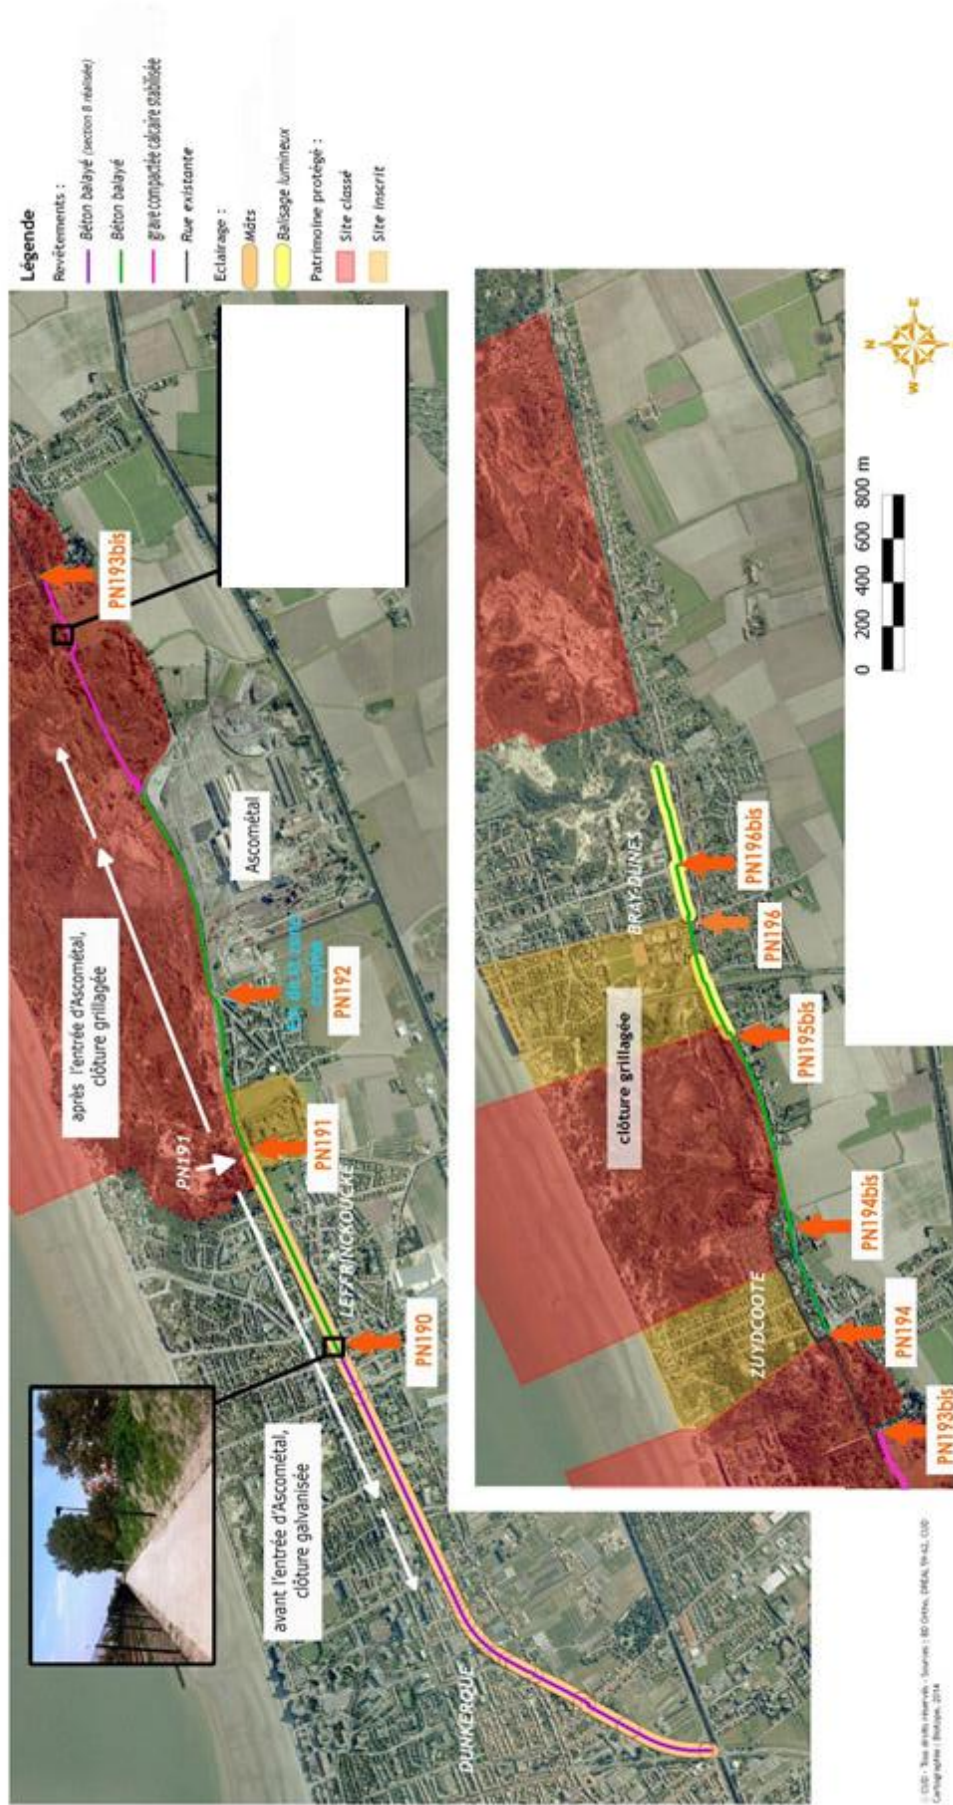 Légende
Revêtements :
Béton balayé (section B réalisée)
Béton balayé
grave compactée calcaire stabilisée
Rue existante
Eclairage :
Mâts
Balisage lumineux
Patrimoine protégé :
Site classé
Site inscrit
après l'entrée d'Ascométal,
clôture grillagée
PN193bis
Ascométal
PN192
PN191
PN191
LEFFRINCKOUCKE
PN190
avant l'entrée d'Ascométal,
clôture galvanisée
DUNKERQUE
BRAY-DUNES
PN196bis
PN196
clôture grillagée
PN195bis
PN194bis
ZUYDCOOTE
PN194
PN193bis
0 200 400 600 800 m
N
W E